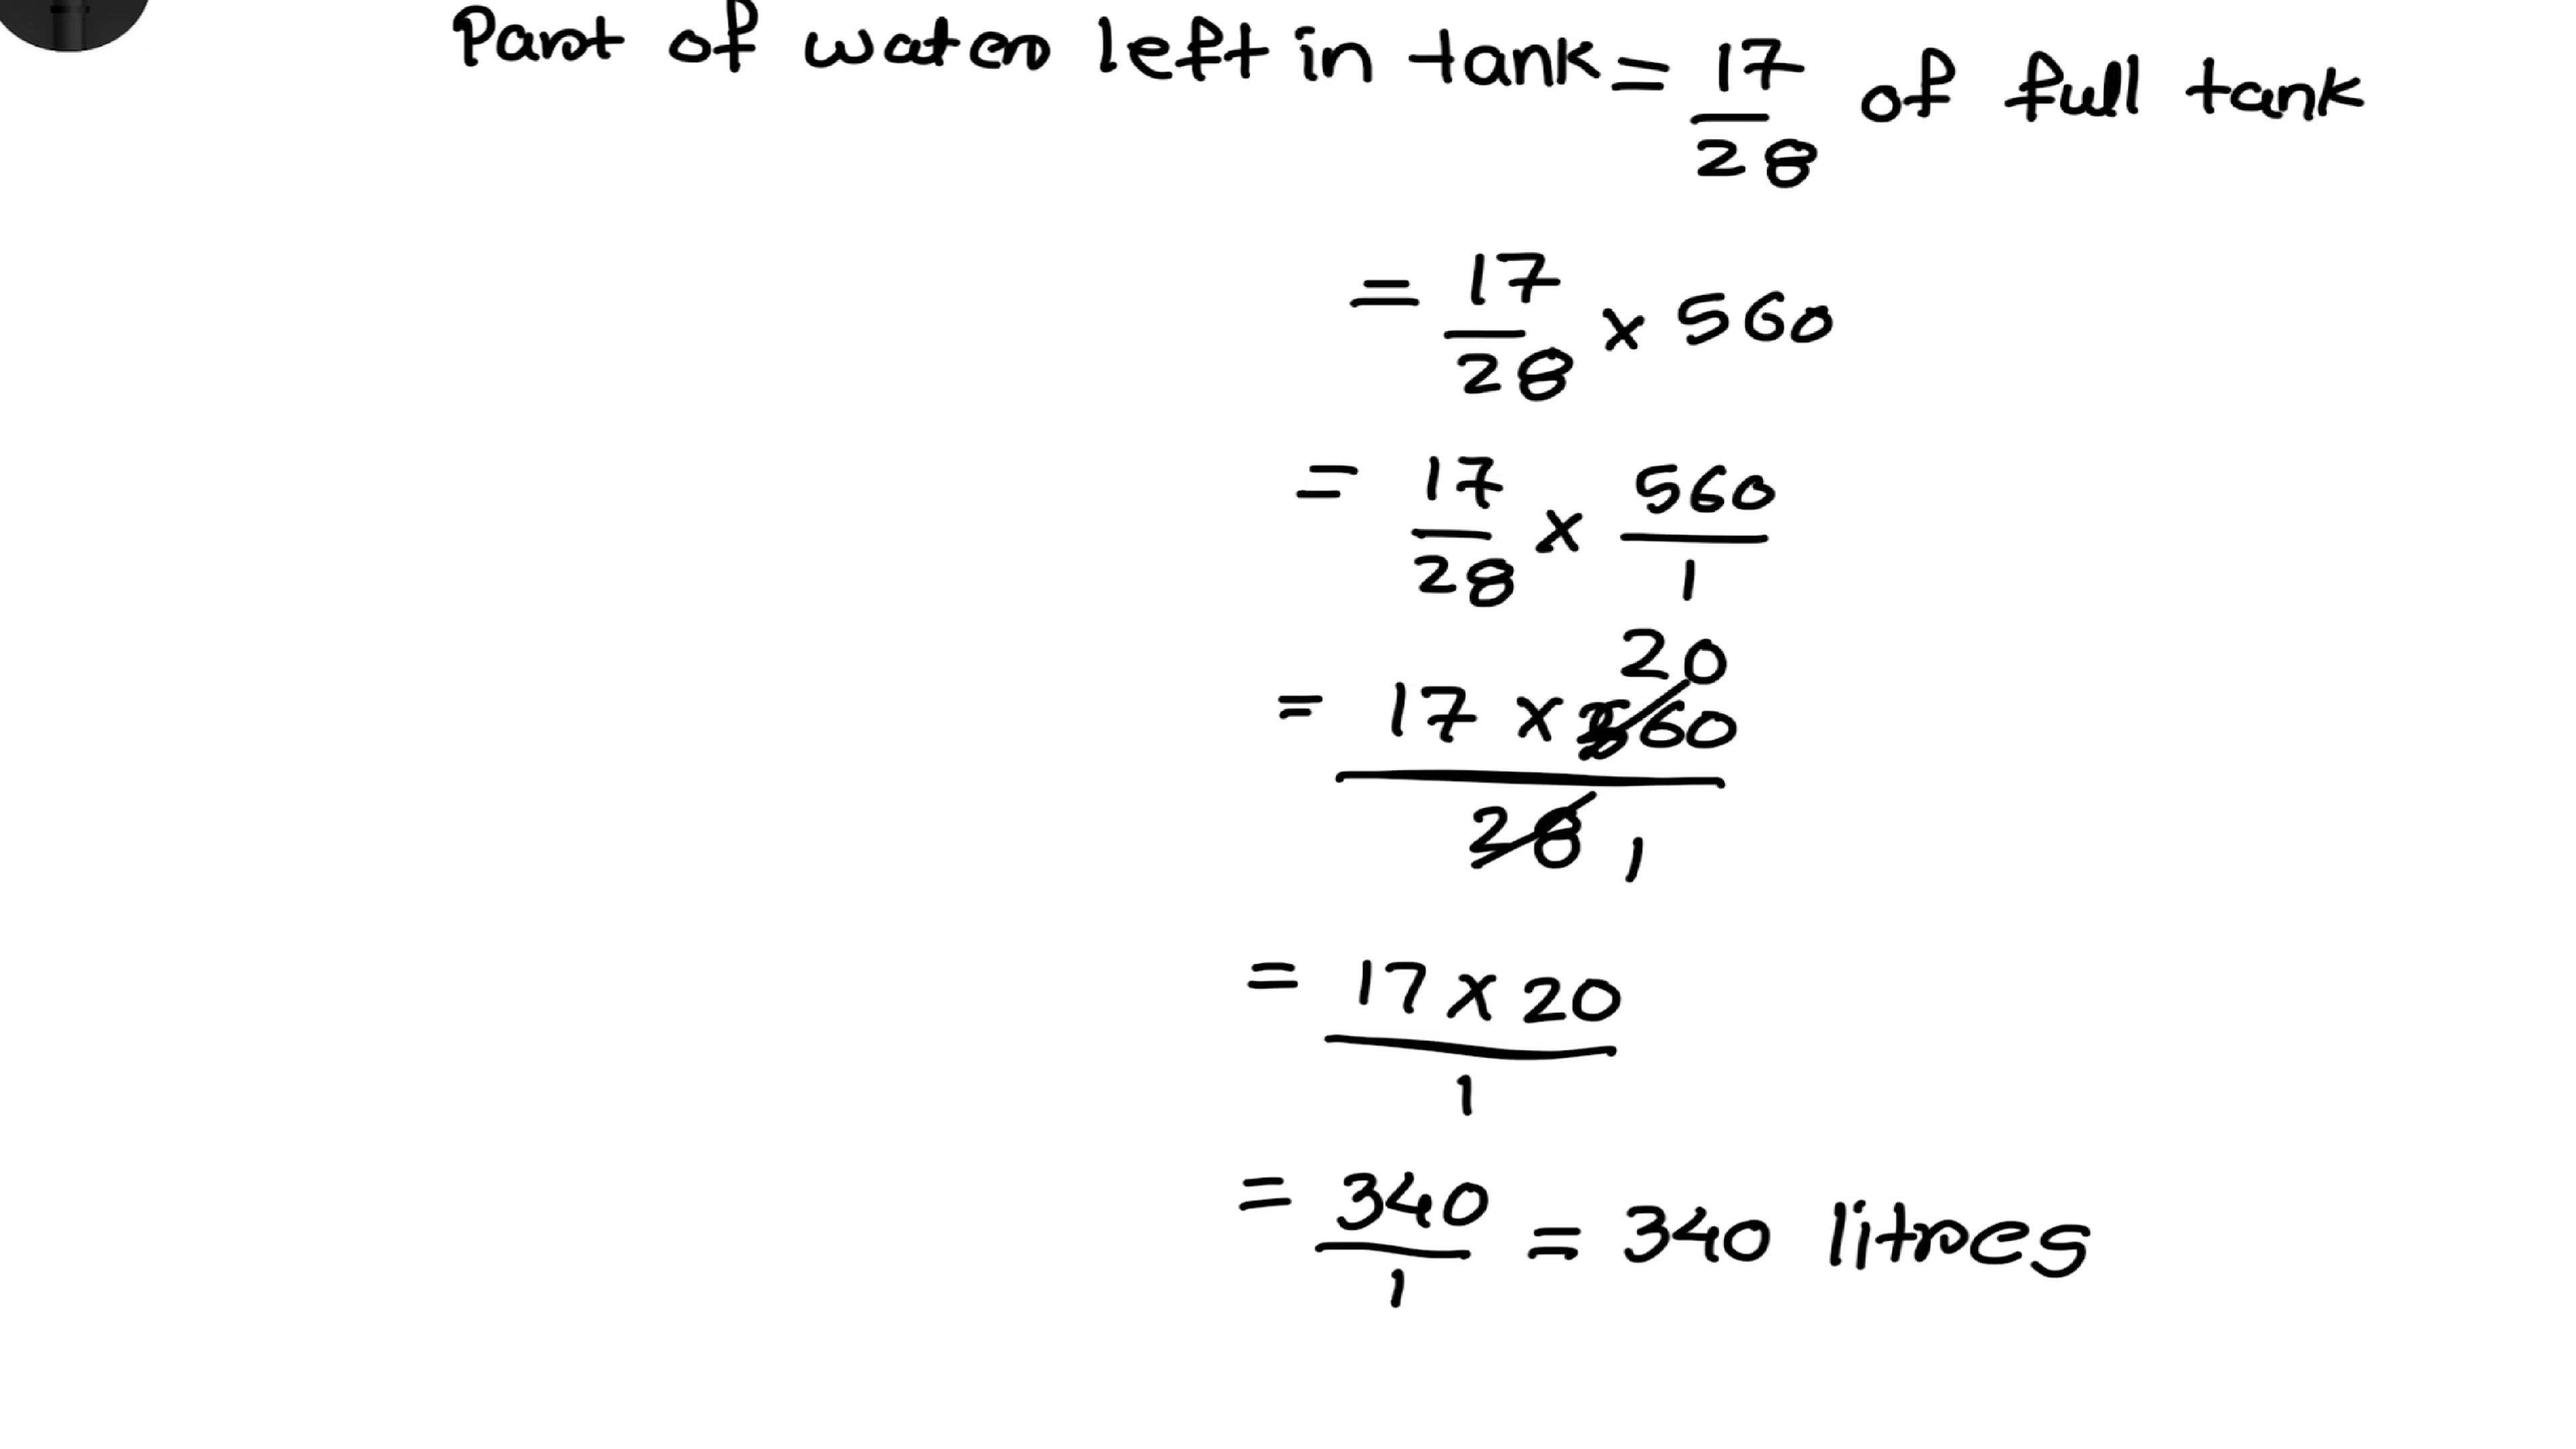 Part of water left in tank = 17/28 of full tank
= 17/28 x 560
= 17/28 x 560/1
20
= 17 x 560
28 1
= 17 x 20
1
= 340/1 = 340 litres